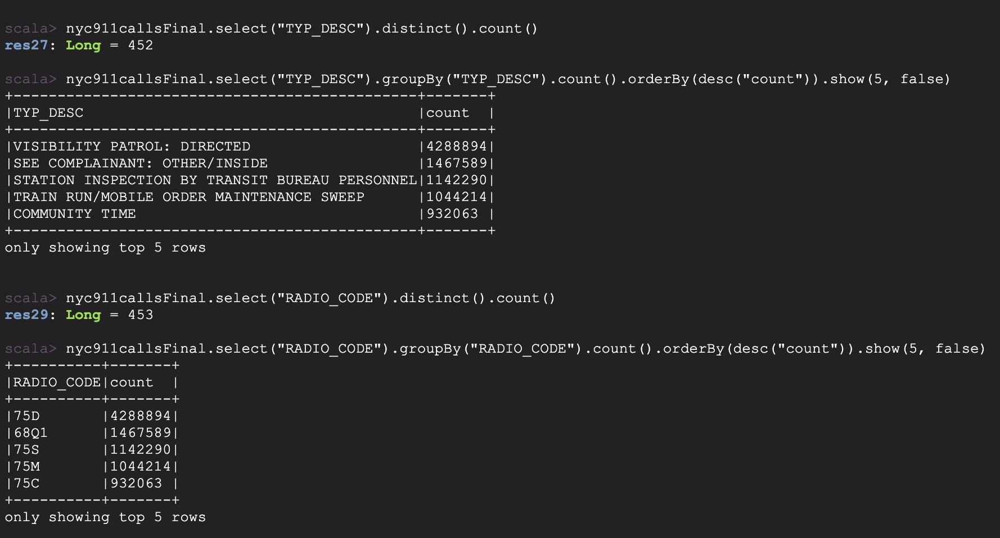 scala> nyc911callsFinal.select("TYP_DESC").distinct().count()
res27: Long = 452
scala> nyc911callsFinal.select("TYP_DESC").groupBy("TYP_DESC").count().orderBy(desc("count")).show(5, false)
+----------------------------------------------+-------+
|TYP_DESC                                      |count  |
+----------------------------------------------+-------+
|VISIBILITY PATROL: DIRECTED                   |4288894|
|SEE COMPLAINANT: OTHER/INSIDE                 |1467589|
|STATION INSPECTION BY TRANSIT BUREAU PERSONNEL|1142290|
|TRAIN RUN/MOBILE ORDER MAINTENANCE SWEEP      |1044214|
|COMMUNITY TIME                                |932063 |
+----------------------------------------------+-------+
only showing top 5 rows
scala> nyc911callsFinal.select("RADIO_CODE").distinct().count()
res29: Long = 453
scala> nyc911callsFinal.select("RADIO_CODE").groupBy("RADIO_CODE").count().orderBy(desc("count")).show(5, false)
+----------+-------+
|RADIO_CODE|count  |
+----------+-------+
|75D       |4288894|
|68Q1      |1467589|
|75S       |1142290|
|75M       |1044214|
|75C       |932063 |
+----------+-------+
only showing top 5 rows